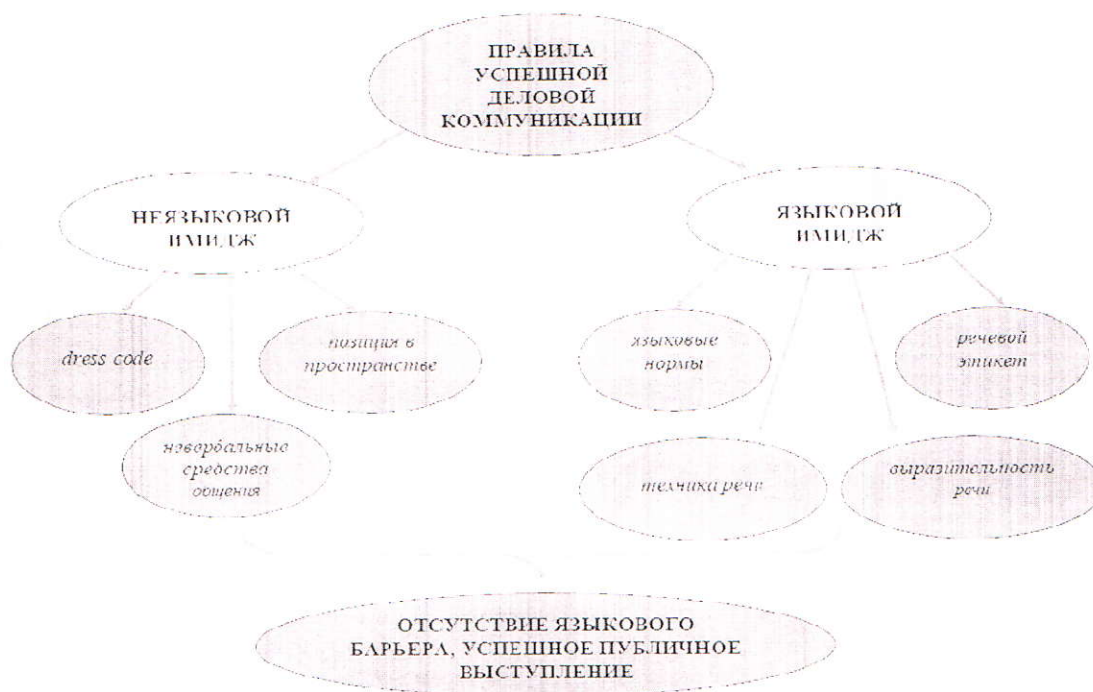 ПРАВИЛА
УСПЕШНОЙ
ДЕЛОВОЙ
КОММУНИКАЦИИ
НЕЯЗЫКОВОЙ
ИМИДЖ
ЯЗЫКОВОЙ
ИМИДЖ
dress code
позиция в
пространстве
языковые
нормы
речевой
этикет
невербальные
средства
общения
техника речи
выразительность
речи
ОТСУТСТВИЕ ЯЗЫКОВОГО
БАРЬЕРА, УСПЕШНОЕ ПУБЛИЧНОЕ
ВЫСТУПЛЕНИЕ